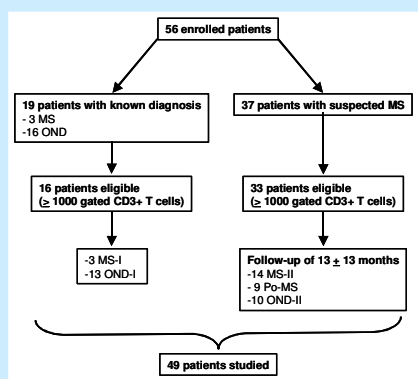 56 enrolled patients
19 patients with known diagnosis
- 3 MS
-16 OND
37 patients with suspected MS
16 patients eligible
(≥ 1000 gated CD3+ T cells)
33 patients eligible
(≥ 1000 gated CD3+ T cells)
-3 MS-I
-13 OND-I
Follow-up of 13 ± 13 months
-14 MS-II
- 9 Po-MS
-10 OND-II
49 patients studied